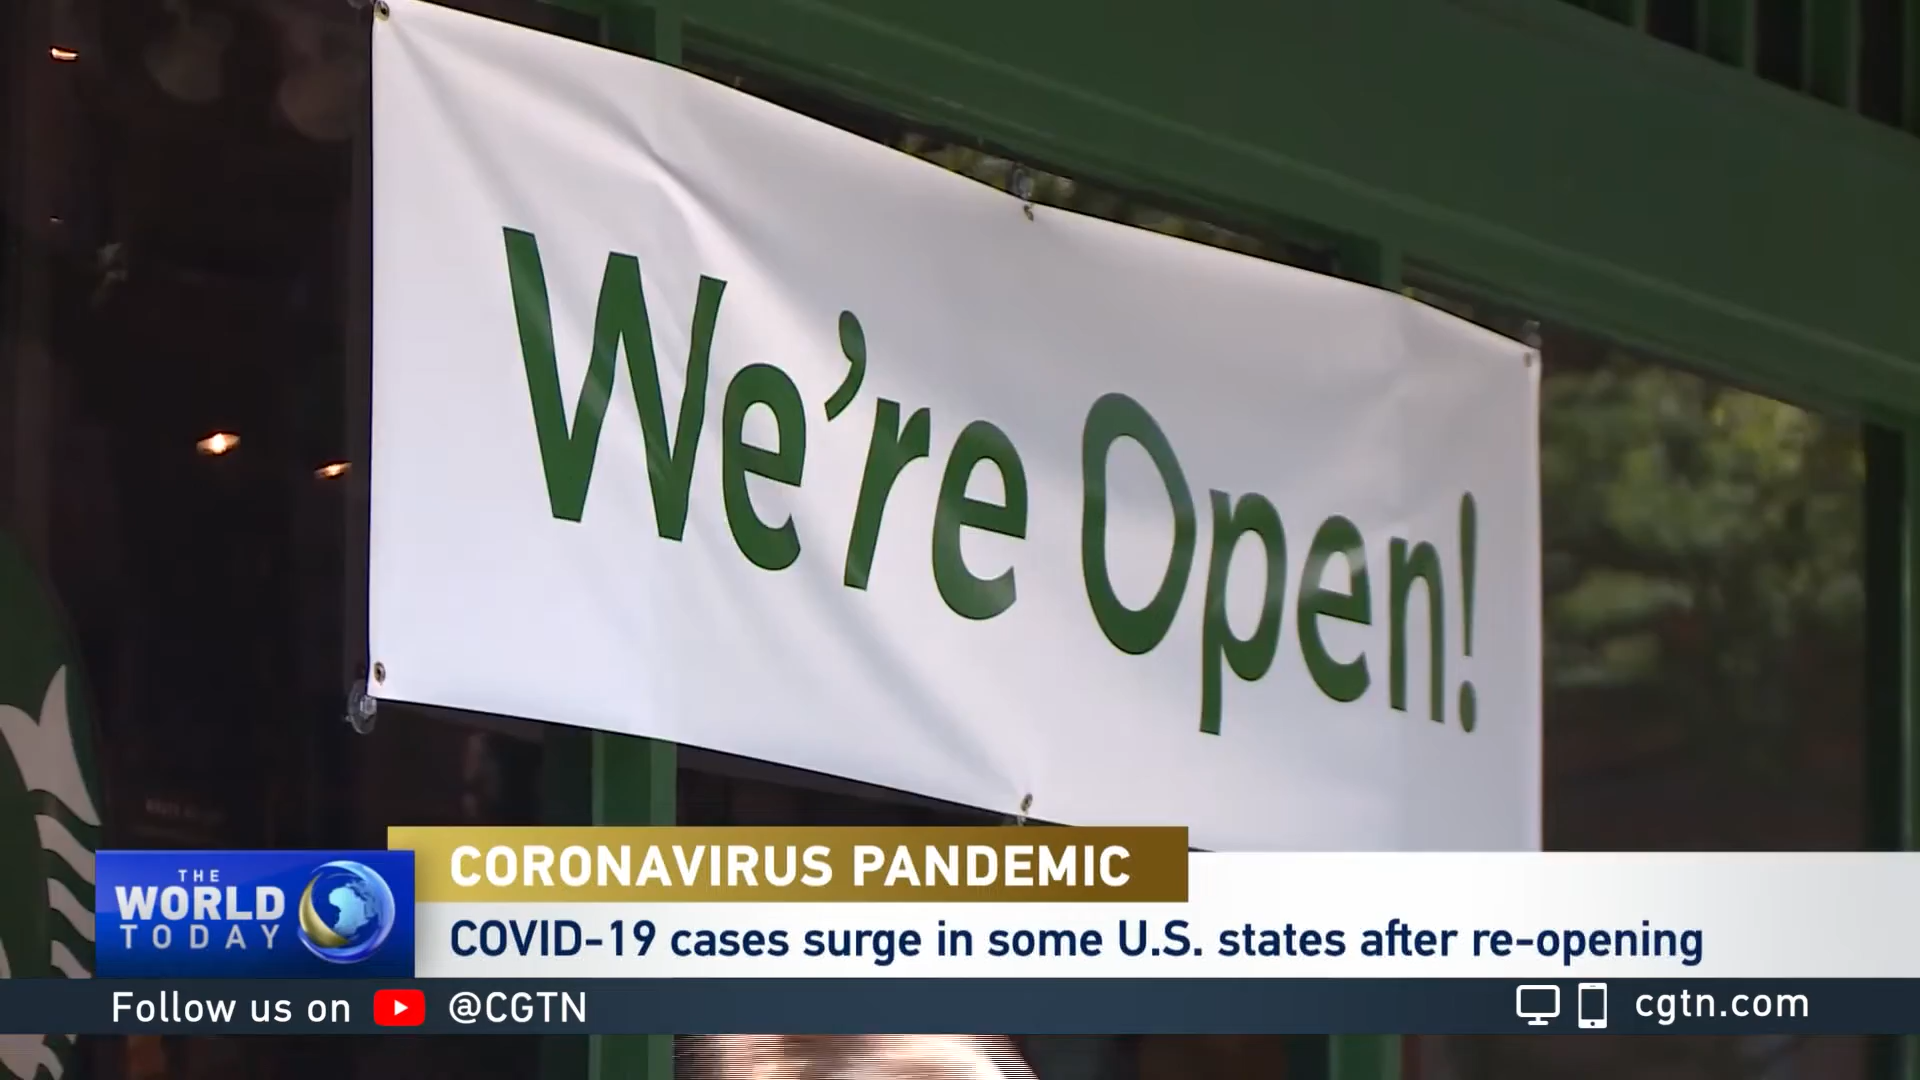 We're Open!
CORONAVIRUS PANDEMIC
THE
WORLD
TODAY
COVID-19 cases surge in some U.S. states after re-opening
Follow us on @CGTN
cgtn.com